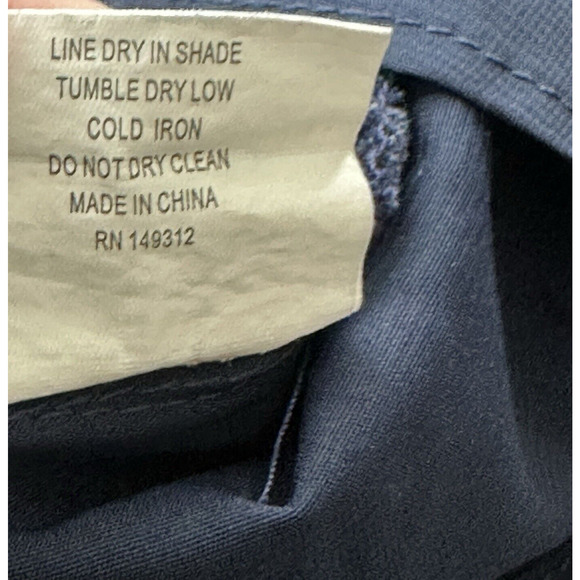 LINE DRY IN SHADE
TUMBLE DRY LOW
COLD IRON
DO NOT DRY CLEAN
MADE IN CHINA
RN 149312